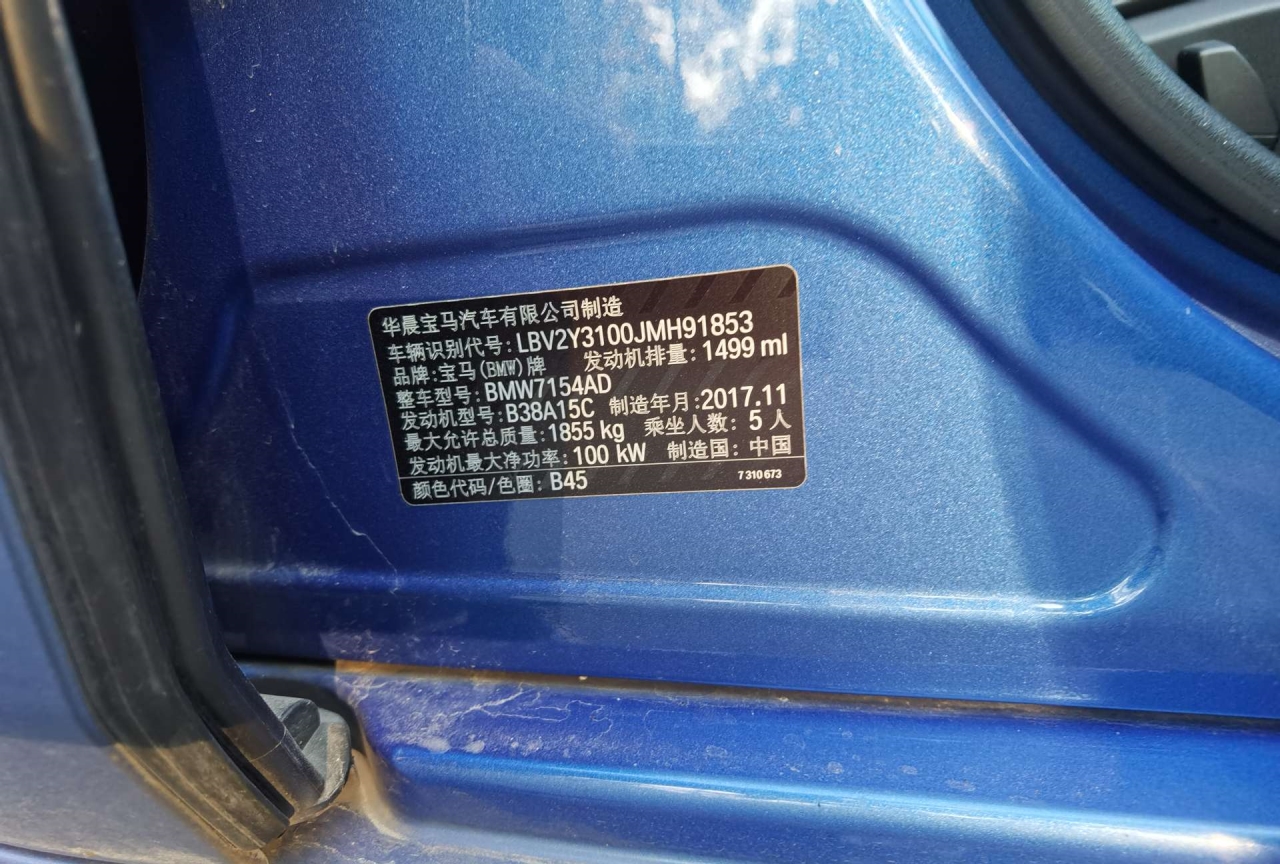 华晨宝马汽车有限公司制造
车辆识别代号:LBV2Y3100JMH91853
品牌:宝马(BMW)牌 发动机排量:1499 ml
整车型号:BMW7154AD
发动机型号:B38A15C 制造年月:2017.11
最大允许总质量:1855 kg 乘坐人数: 5 人
发动机最大净功率:100 kW 制造国: 中国
颜色代码/色圈: B45 7310673